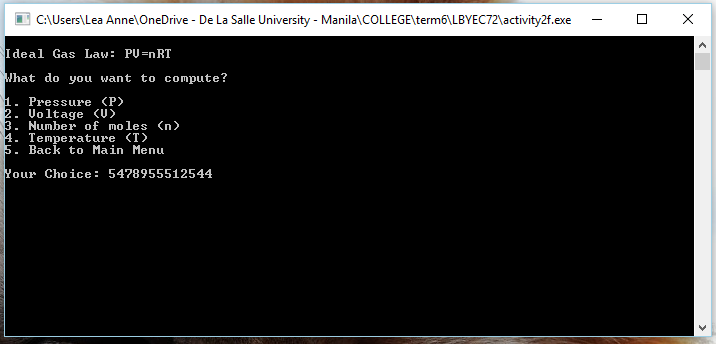 C:\Users\Lea Anne\OneDrive - De La Salle University - Manila\COLLEGE\term6\LBYEC72\activity2f.exe
Ideal Gas Law: PV=nRT
What do you want to compute?
1. Pressure (P)
2. Voltage (V)
3. Number of moles (n)
4. Temperature (T)
5. Back to Main Menu
Your Choice: 5478955512544